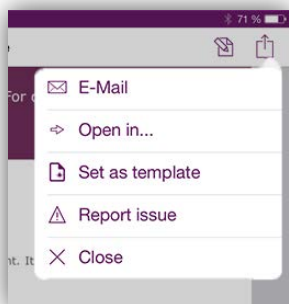 71 %
e
For
E-Mail
Open in...
Set as template
Report issue
nt. It
Close